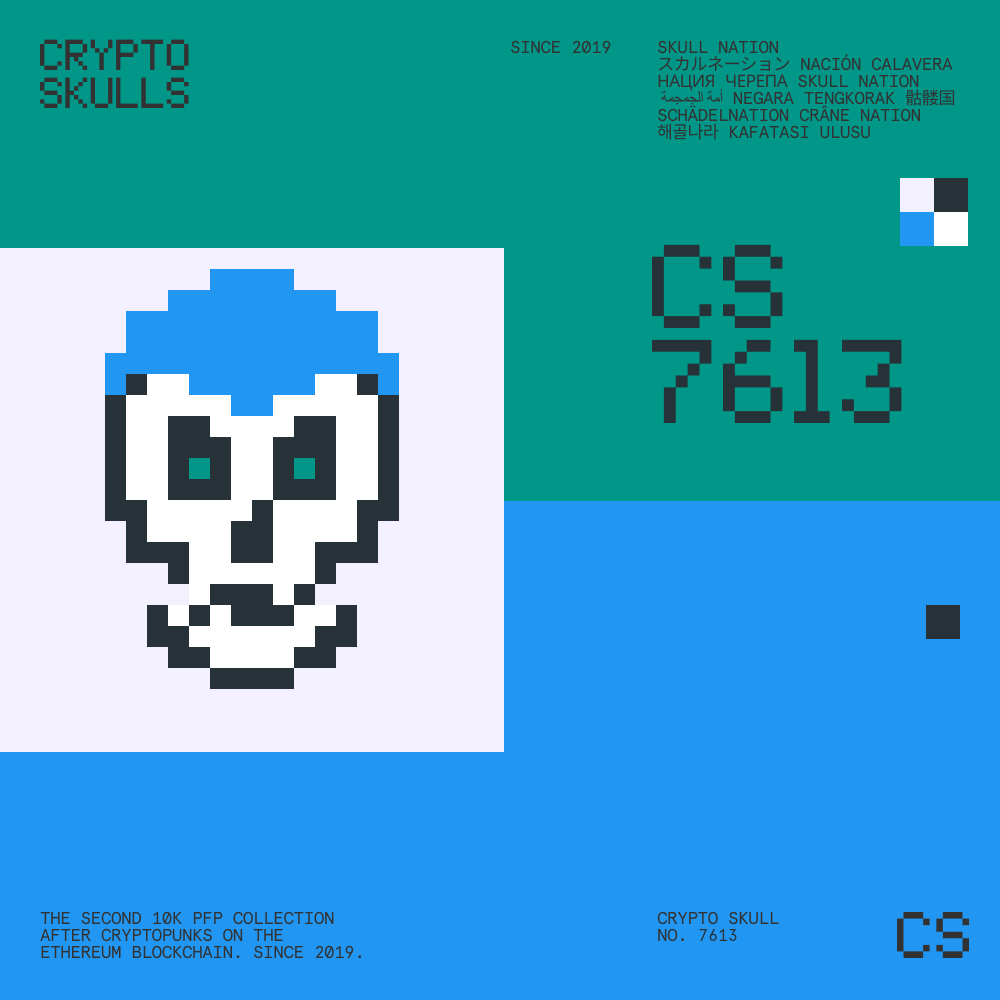 CRYPTO
SKULLS
SINCE 2019
SKULL NATION
スカルネーション NACIÓN CALAVERA
НАЦИЯ ЧЕРЕПА SKULL NATION
أمة الجمجمة NEGARA TENGKORAK 骷髅国
SCHÄDELNATION CRÂNE NATION
해골나라 KAFATASI ULUSU
CS
7613
THE SECOND 10K PFP COLLECTION
AFTER CRYPTOPUNKS ON THE
ETHEREUM BLOCKCHAIN. SINCE 2019.
CRYPTO SKULL
NO. 7613
CS